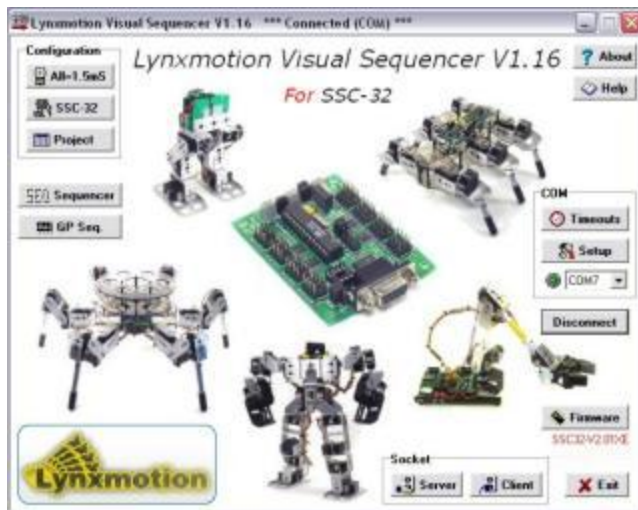 Lynxmotion Visual Sequencer V1.16 *** Connected (COM) ***
Configuration
All=1.5mS
SSC-32
Project
Lynxmotion Visual Sequencer V1.16
For SSC-32
? About
Help
SEQ Sequencer
GP Seq.
COM
Timeouts
Setup
COM7
Disconnect
Firmware
SSC32-V2.01XE
Lynxmotion
Socket
Server
Client
Exit